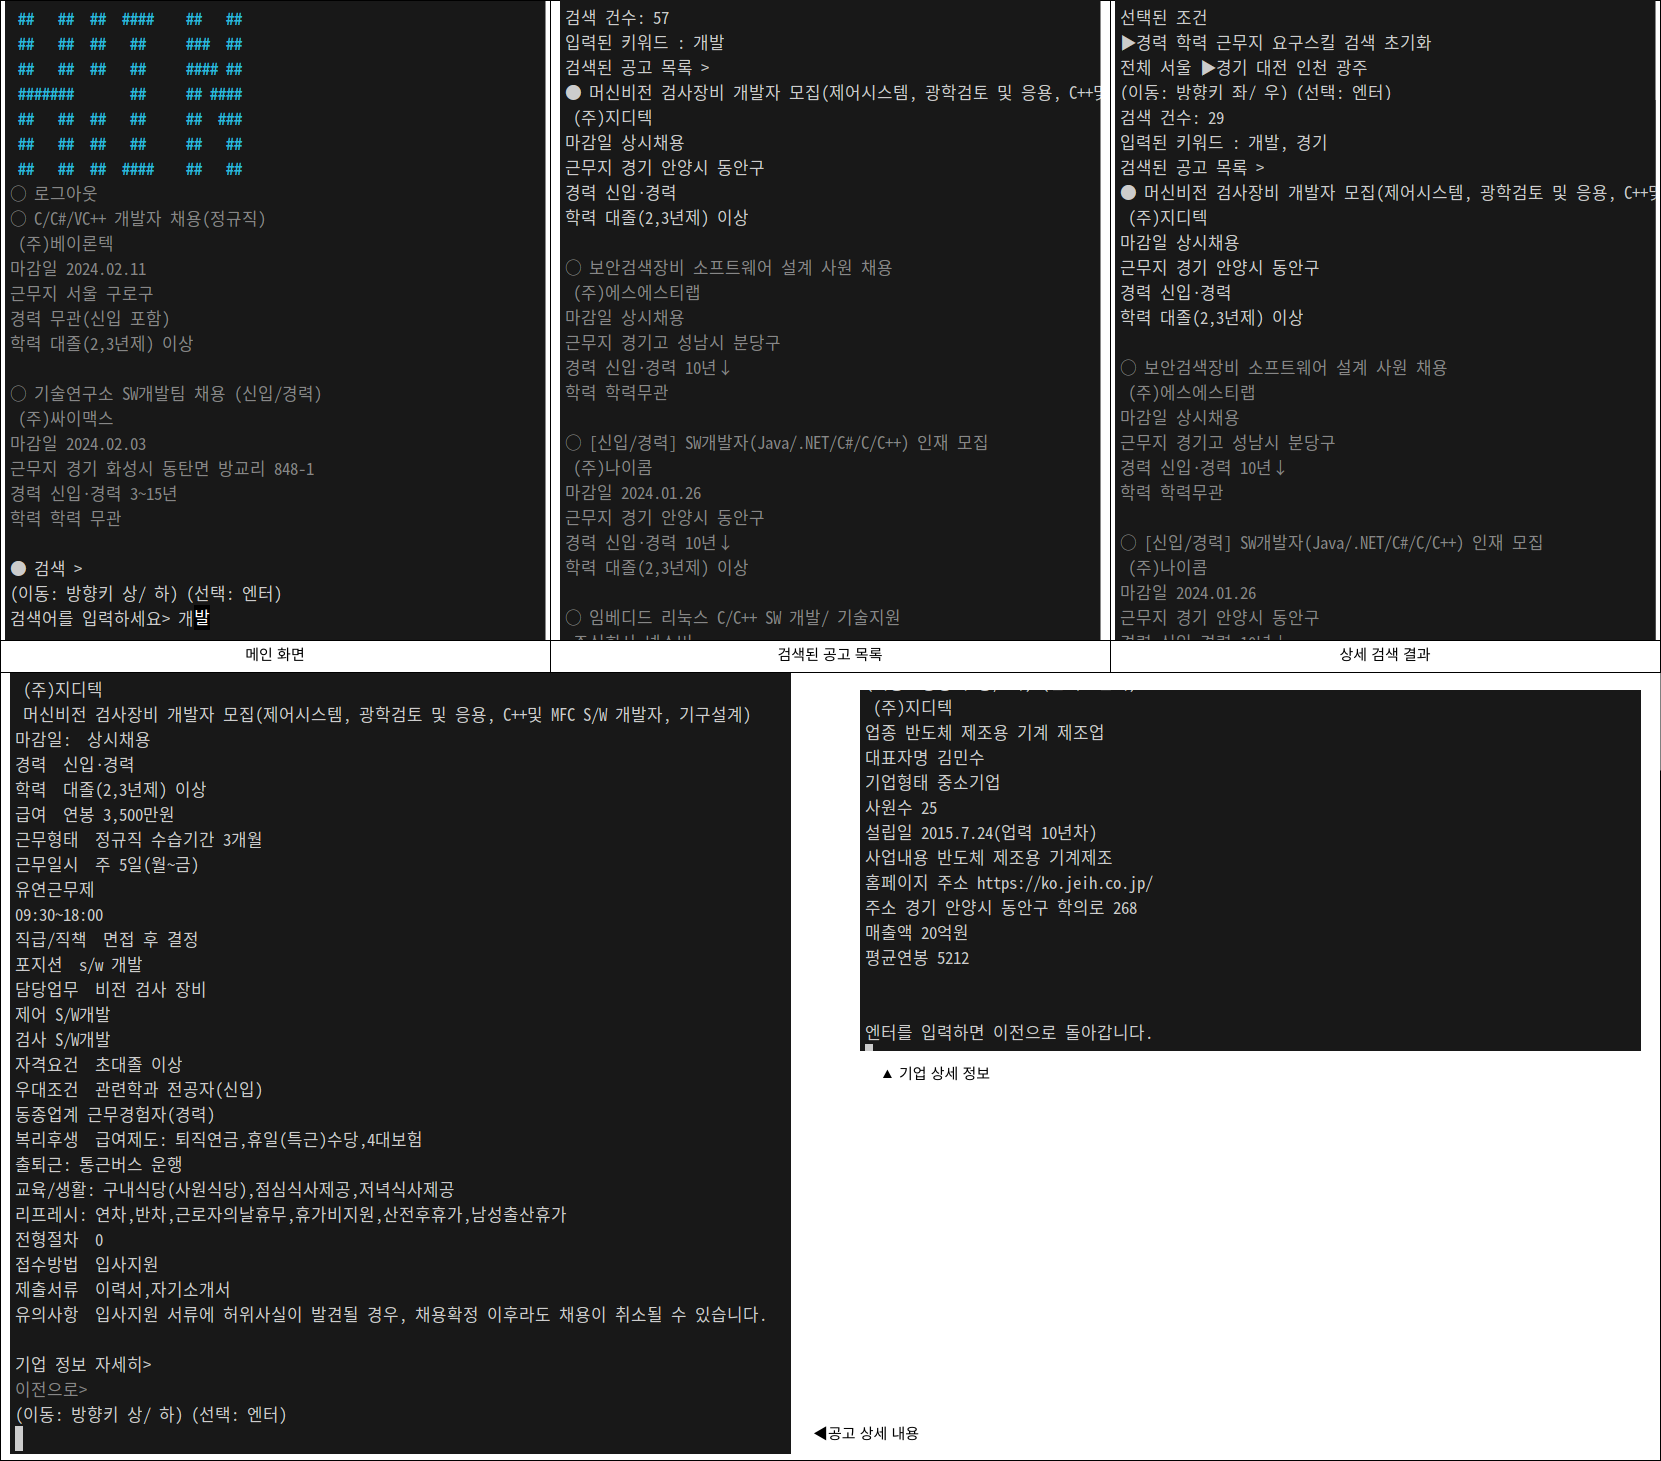 ## ## ## #### ## ##
## ## ## ## ### ##
## ## ## ## #### ##
####### ## ## ####
## ## ## ## ## ###
## ## ## ## ## ##
## ## ## #### ## ##
○ 로그아웃
○ C/C#/VC++ 개발자 채용(정규직)
(주)베이론텍
마감일 2024.02.11
근무지 서울 구로구
경력 무관(신입 포함)
학력 대졸(2,3년제) 이상
○ 기술연구소 SW개발팀 채용 (신입/경력)
(주)싸이맥스
마감일 2024.02.03
근무지 경기 화성시 동탄면 방교리 848-1
경력 신입·경력 3~15년
학력 학력 무관
● 검색 >
(이동: 방향키 상/ 하) (선택: 엔터)
검색어를 입력하세요> 개발
메인 화면
검색 건수: 57
입력된 키워드 : 개발
검색된 공고 목록 >
● 머신비전 검사장비 개발자 모집(제어시스템, 광학검토 및 응용, C++및
(주)지디텍
마감일 상시채용
근무지 경기 안양시 동안구
경력 신입·경력
학력 대졸(2,3년제) 이상
○ 보안검색장비 소프트웨어 설계 사원 채용
(주)에스에스티랩
마감일 상시채용
근무지 경기고 성남시 분당구
경력 신입·경력 10년↓
학력 학력무관
○ [신입/경력] SW개발자(Java/.NET/C#/C/C++) 인재 모집
(주)나이콤
마감일 2024.01.26
근무지 경기 안양시 동안구
경력 신입·경력 10년↓
학력 대졸(2,3년제) 이상
○ 임베디드 리눅스 C/C++ SW 개발/ 기술지원
검색된 공고 목록
선택된 조건
▶경력 학력 근무지 요구스킬 검색 초기화
전체 서울 ▶경기 대전 인천 광주
(이동: 방향키 좌/ 우) (선택: 엔터)
검색 건수: 29
입력된 키워드 : 개발, 경기
검색된 공고 목록 >
● 머신비전 검사장비 개발자 모집(제어시스템, 광학검토 및 응용, C++및
(주)지디텍
마감일 상시채용
근무지 경기 안양시 동안구
경력 신입·경력
학력 대졸(2,3년제) 이상
○ 보안검색장비 소프트웨어 설계 사원 채용
(주)에스에스티랩
마감일 상시채용
근무지 경기고 성남시 분당구
경력 신입·경력 10년↓
학력 학력무관
○ [신입/경력] SW개발자(Java/.NET/C#/C/C++) 인재 모집
(주)나이콤
마감일 2024.01.26
근무지 경기 안양시 동안구
경력 신입·경력 10년↓
상세 검색 결과
(주)지디텍
머신비전 검사장비 개발자 모집(제어시스템, 광학검토 및 응용, C++및 MFC S/W 개발자, 기구설계)
마감일: 상시채용
경력 신입·경력
학력 대졸(2,3년제) 이상
급여 연봉 3,500만원
근무형태 정규직 수습기간 3개월
근무일시 주 5일(월~금)
유연근무제
09:30~18:00
직급/직책 면접 후 결정
포지션 s/w 개발
담당업무 비전 검사 장비
제어 S/W개발
검사 S/W개발
자격요건 초대졸 이상
우대조건 관련학과 전공자(신입)
동종업계 근무경험자(경력)
복리후생 급여제도: 퇴직연금,휴일(특근)수당,4대보험
출퇴근: 통근버스 운행
교육/생활: 구내식당(사원식당),점심식사제공,저녁식사제공
리프레시: 연차,반차,근로자의날휴무,휴가비지원,산전후휴가,남성출산휴가
전형절차 0
접수방법 입사지원
제출서류 이력서,자기소개서
유의사항 입사지원 서류에 허위사실이 발견될 경우, 채용확정 이후라도 채용이 취소될 수 있습니다.
기업 정보 자세히>
이전으로>
(이동: 방향키 상/ 하) (선택: 엔터)
(주)지디텍
업종 반도체 제조용 기계 제조업
대표자명 김민수
기업형태 중소기업
사원수 25
설립일 2015.7.24(업력 10년차)
사업내용 반도체 제조용 기계제조
홈페이지 주소 https://ko.jeih.co.jp/
주소 경기 안양시 동안구 학의로 268
매출액 20억원
평균연봉 5212
엔터를 입력하면 이전으로 돌아갑니다.
▲ 기업 상세 정보
◀공고 상세 내용